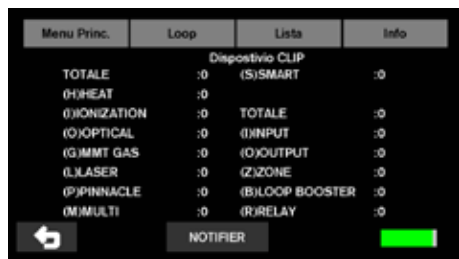 Menu Princ. Loop Lista Info
Dispostivio CLIP
TOTALE :0 (S)SMART :0
(H)HEAT :0
(I)IONIZATION :0 TOTALE :0
(O)OPTICAL :0 (I)INPUT :0
(G)MMT GAS :0 (O)OUTPUT :0
(L)LASER :0 (Z)ZONE :0
(P)PINNACLE :0 (B)LOOP BOOSTER :0
(M)MULTI :0 (R)RELAY :0
NOTIFIER